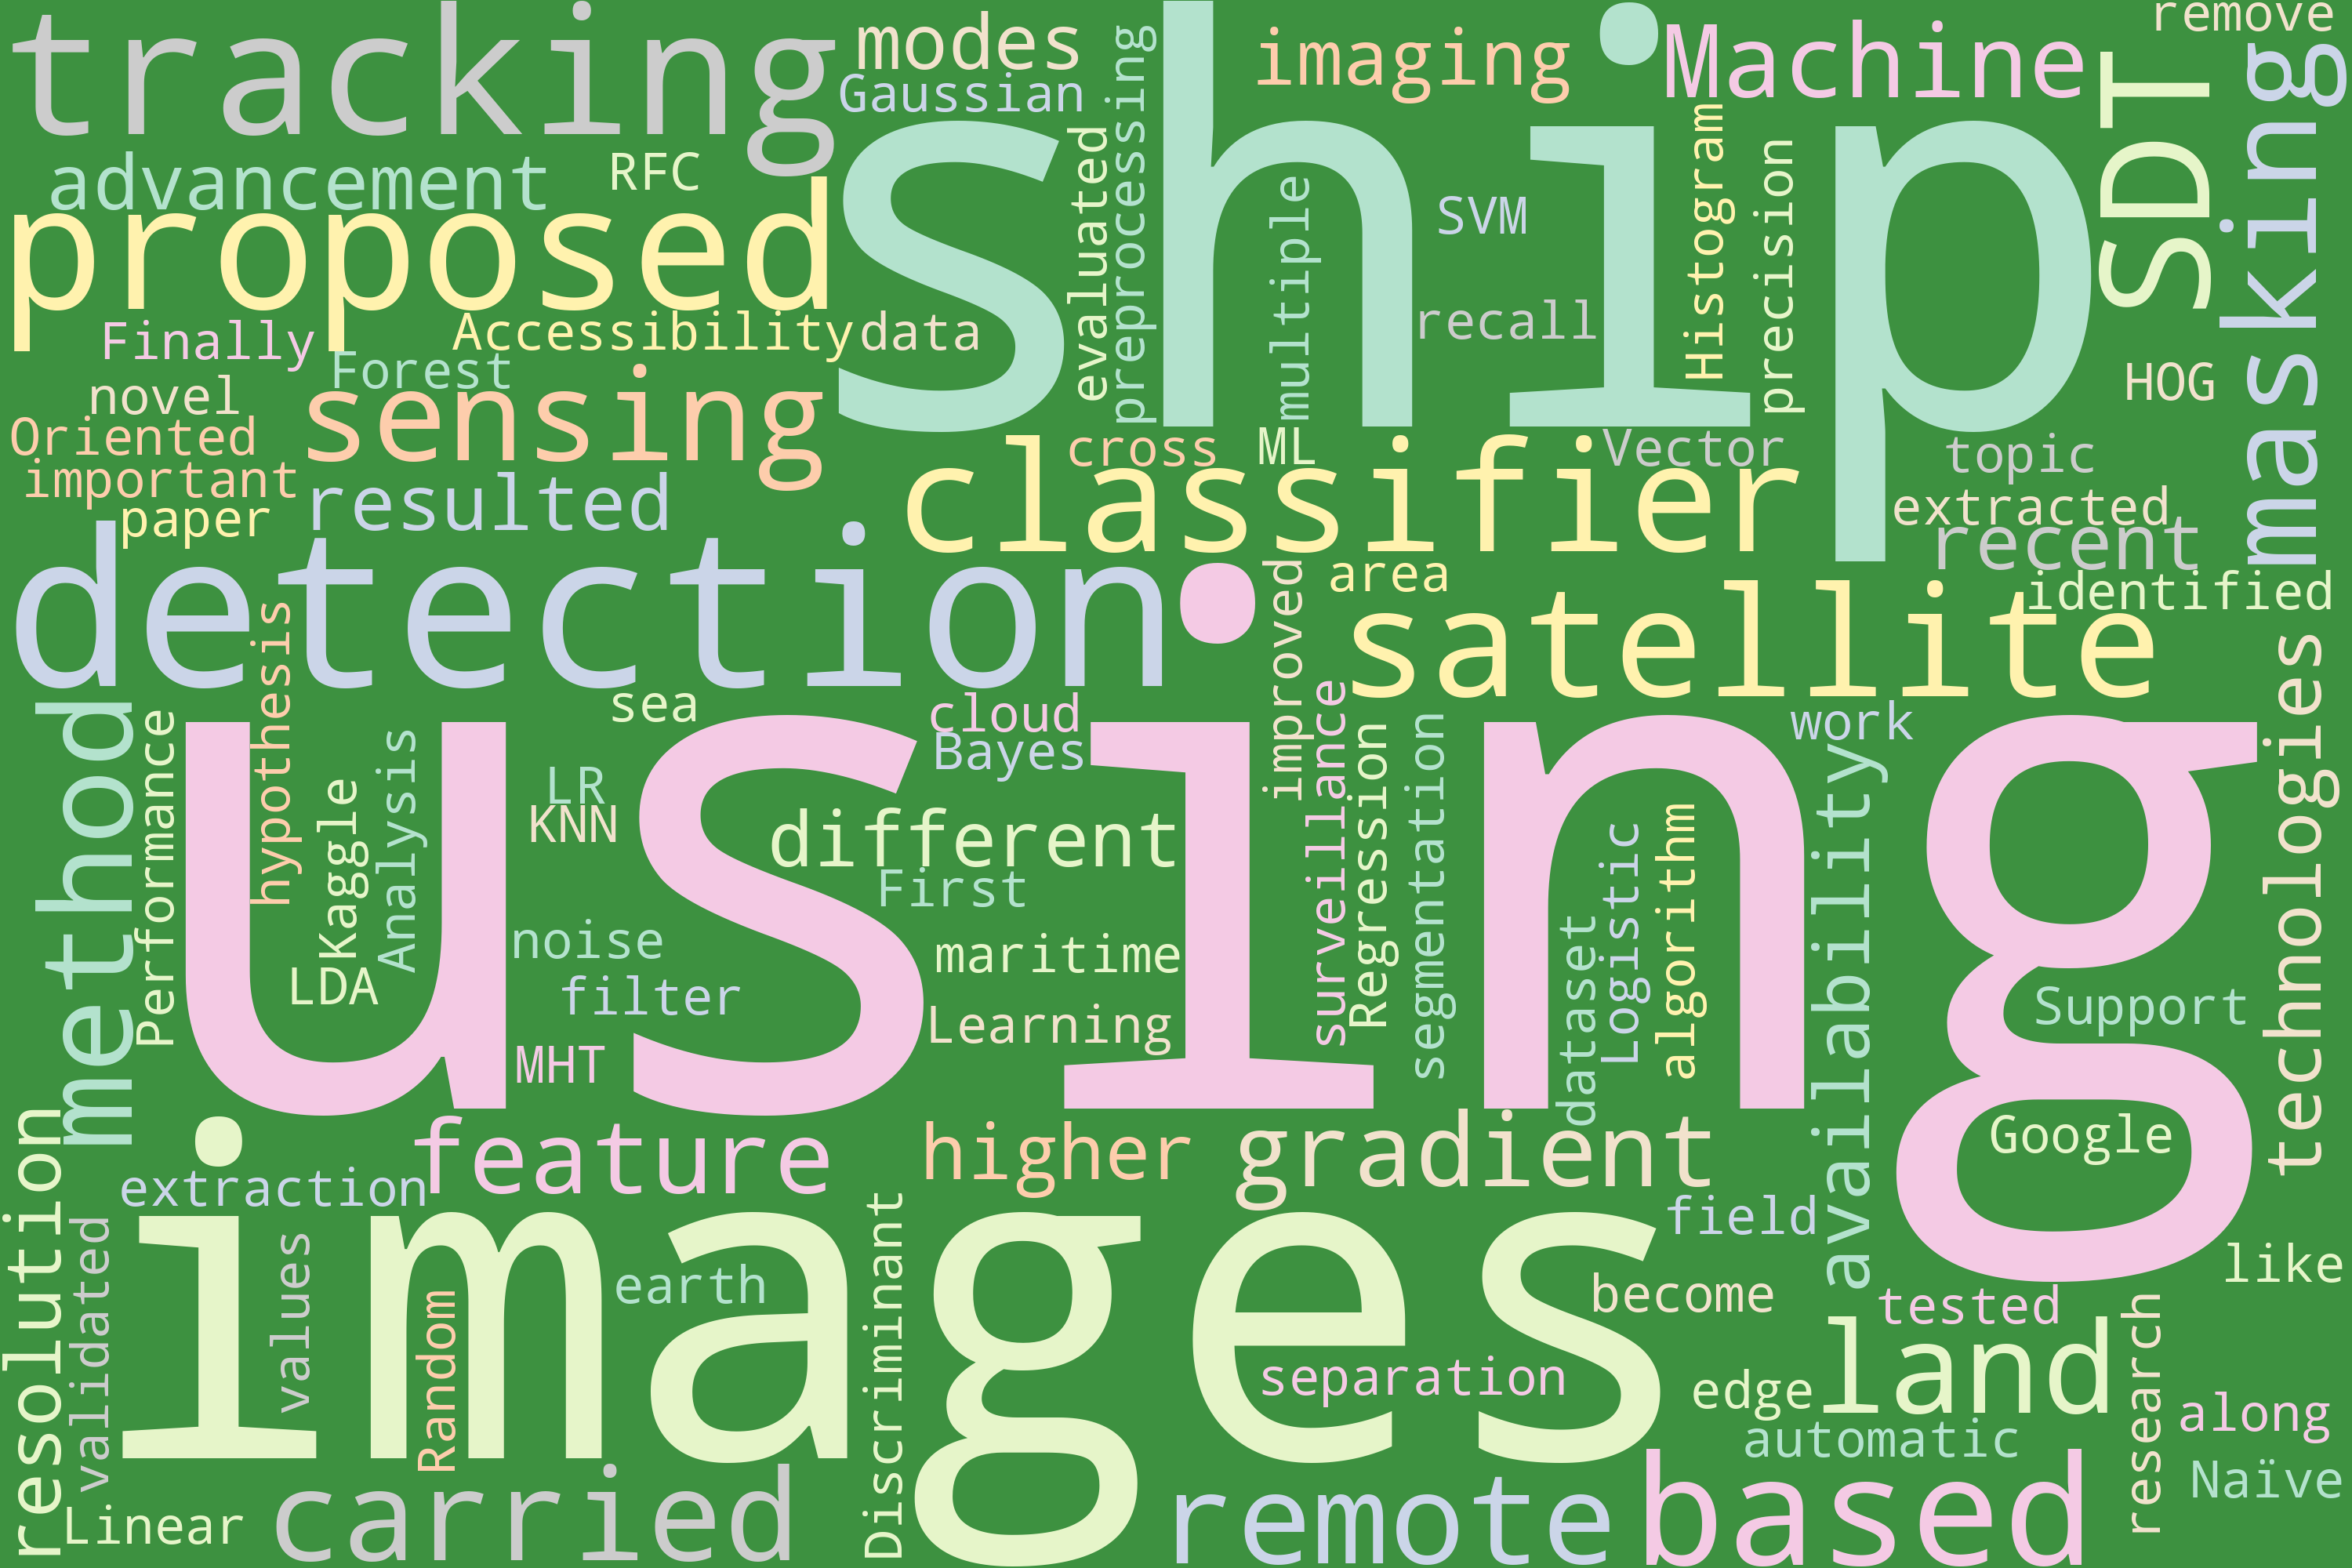 tracking
modes
imaging
Machine
remove
Gaussian
preprocessing
ship
SDT
masking
advancement
RFC
evaluated
multiple
SVM
Histogram
precision
proposed
recall
Finally
Accessibility
data
Forest
novel
sensing
HOG
Oriented
cross
ML
Vector
topic
important
resulted
classifier
extracted
paper
recent
detection
improved
area
satellite
identified
hypothesis
sea
cloud
surveillance
work
technologies
method
Performance
Bayes
Regression
segmentation
availability
Kaggle
Analysis
LR
KNN
different
using
First
Logistic
algorithm
noise
maritime
dataset
LDA
filter
Learning
Support
MHT
resolution
feature
higher
gradient
Google
extraction
Discriminant
field
validated
values
images
earth
become
like
Random
tested
research
separation
edge
land
along
automatic
Linear
carried
remote
based
Naïve